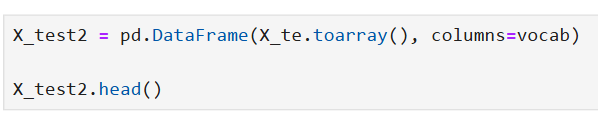 X_test2 = pd.DataFrame(X_te.toarray(), columns=vocab)
X_test2.head()